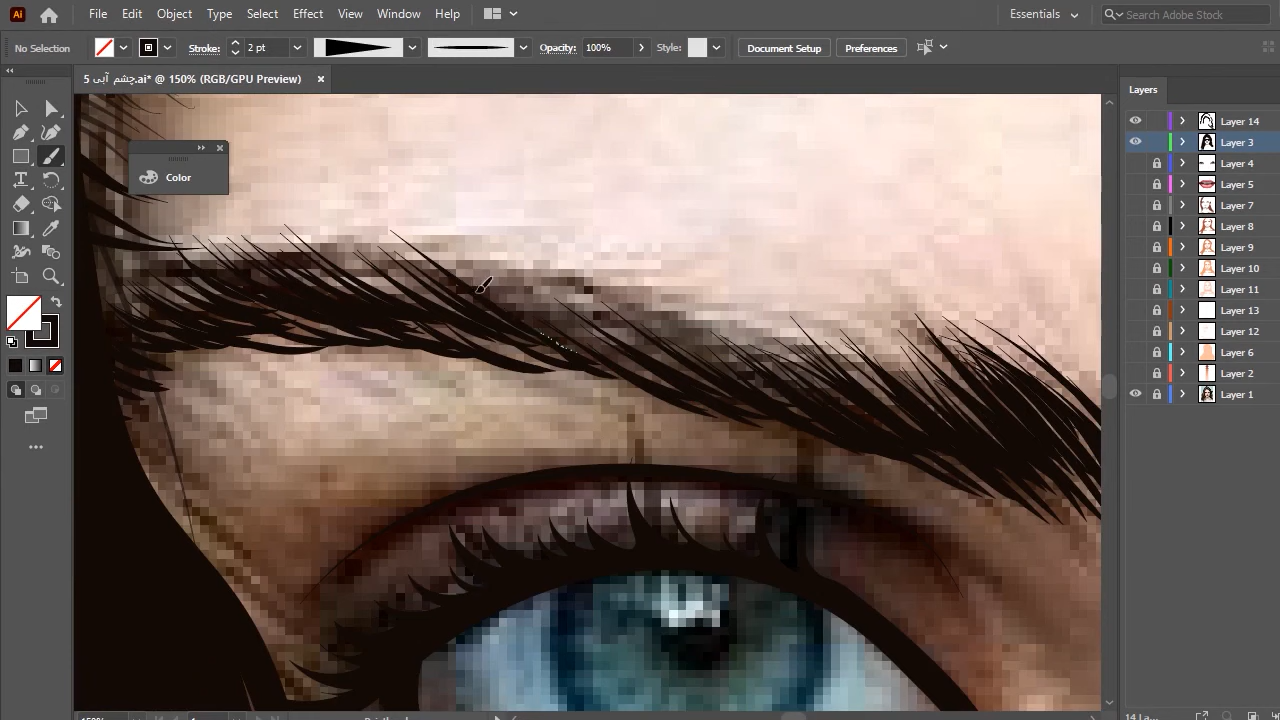 Ai File Edit Object Type Select Effect View Window Help Essentials Search Adobe Stock
No Selection Stroke: 2 pt Opacity: 100% Style: Document Setup Preferences
5 چشم آبی.ai* @ 150% (RGB/GPU Preview)
Layers
Color
Layer 14
Layer 3
Layer 4
Layer 5
Layer 7
Layer 8
Layer 9
Layer 10
Layer 11
Layer 13
Layer 12
Layer 6
Layer 2
Layer 1